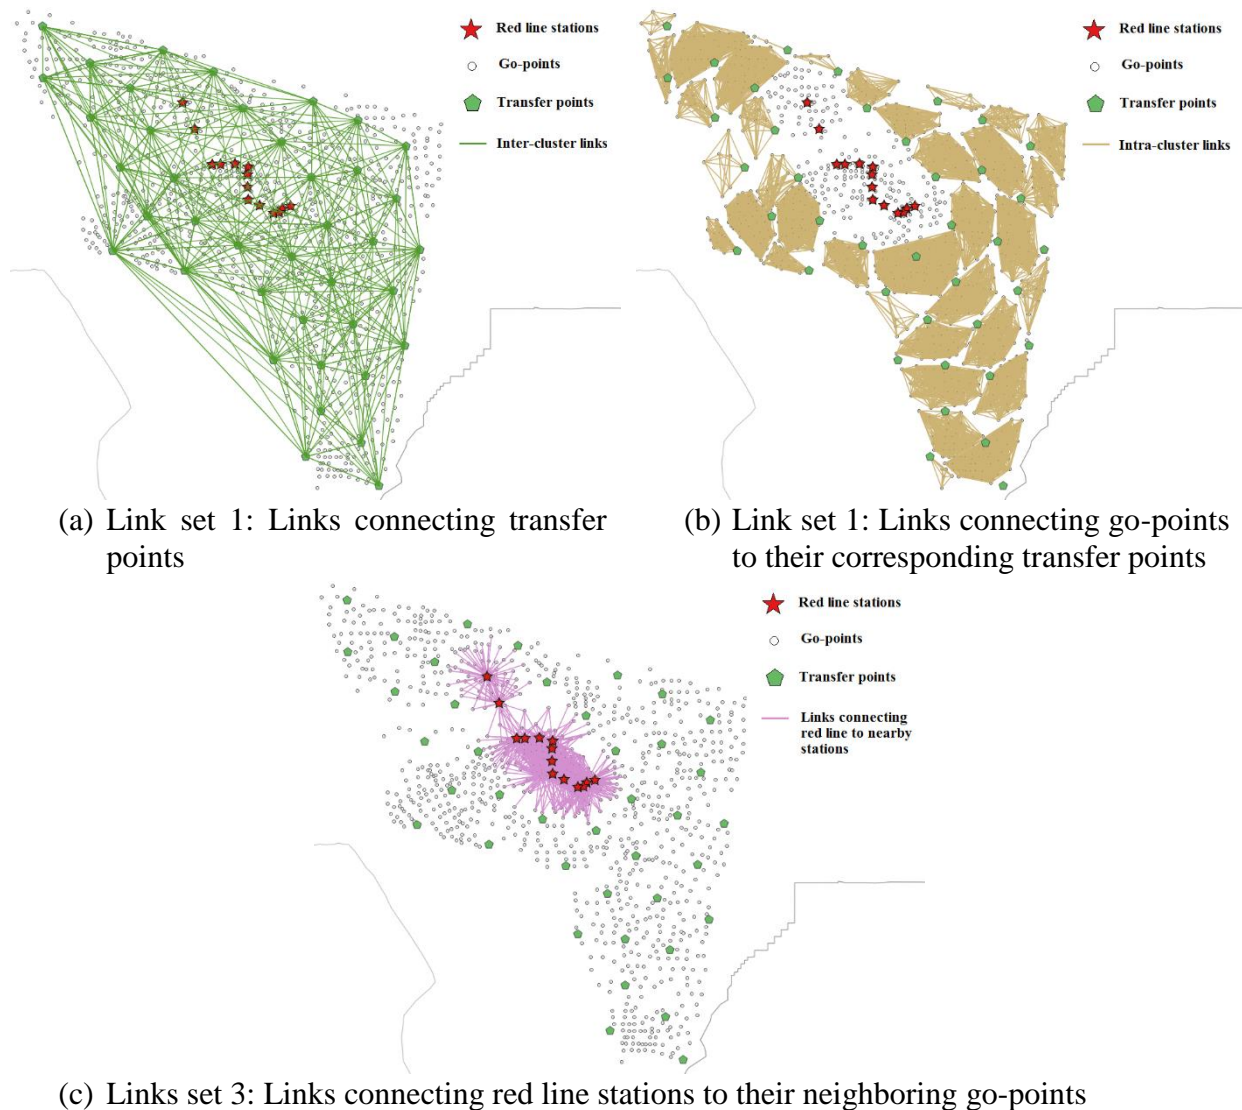 Red line stations
Go-points
Transfer points
Inter-cluster links
Red line stations
Go-points
Transfer points
Intra-cluster links
(a) Link set 1: Links connecting transfer
points
(b) Link set 1: Links connecting go-points
to their corresponding transfer points
Red line stations
Go-points
Transfer points
Links connecting
red line to nearby
stations
(c) Links set 3: Links connecting red line stations to their neighboring go-points